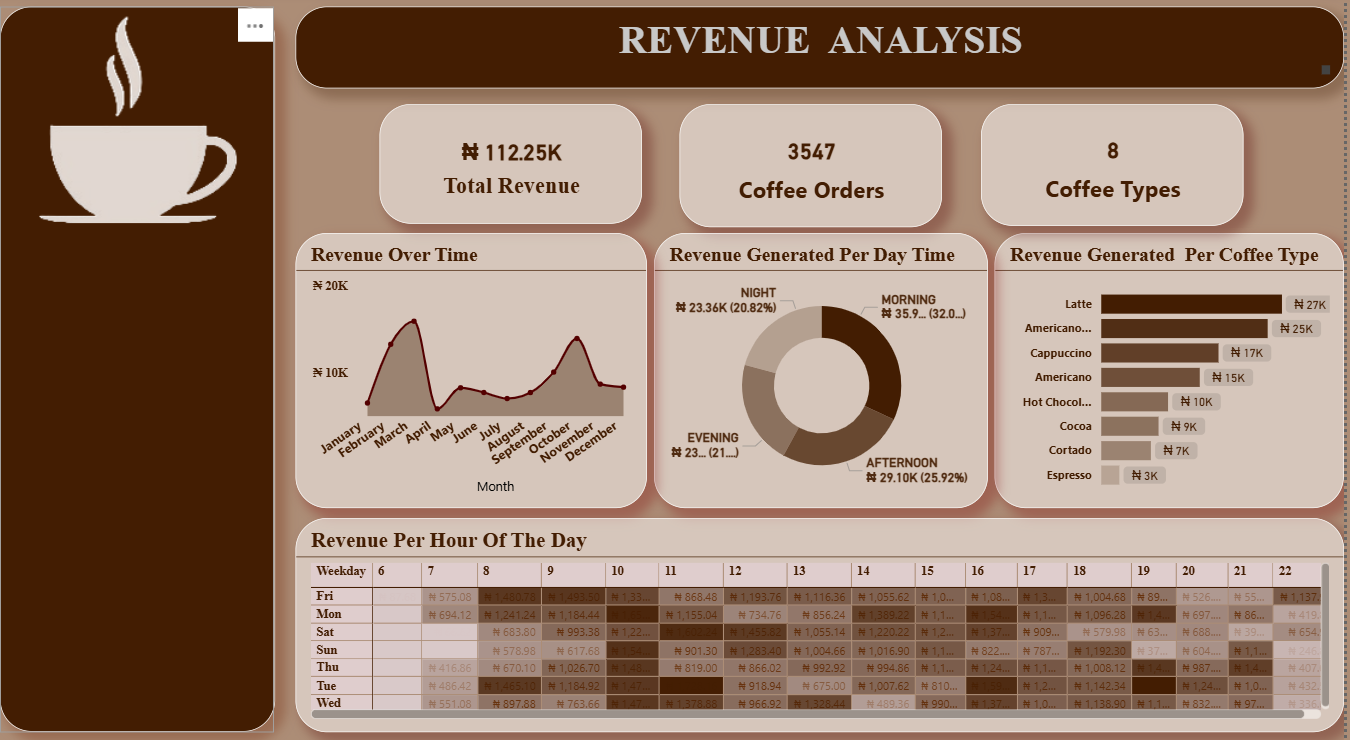 REVENUE ANALYSIS
₦ 112.25K
Total Revenue
3547
Coffee Orders
8
Coffee Types
Revenue Over Time
₦ 20K
₦ 10K
January
February
March
April
May
June
July
August
September
October
November
December
Month
Revenue Generated Per Day Time
NIGHT
₦ 23.36K (20.82%)
MORNING
₦ 35.9... (32.0...)
EVENING
₦ 23... (21....)
AFTERNOON
₦ 29.10K (25.92%)
Revenue Generated Per Coffee Type
Latte ₦ 27K
Americano... ₦ 25K
Cappuccino ₦ 17K
Americano ₦ 15K
Hot Chocol... ₦ 10K
Cocoa ₦ 9K
Cortado ₦ 7K
Espresso ₦ 3K
Revenue Per Hour Of The Day
Weekday 6 7 8 9 10 11 12 13 14 15 16 17 18 19 20 21 22
Fri ₦ 575.08 ₦ 1,480.78 ₦ 1,493.50 ₦ 1,33... ₦ 868.48 ₦ 1,193.76 ₦ 1,116.36 ₦ 1,055.62 ₦ 1,0... ₦ 1,08... ₦ 1,3... ₦ 1,004.68 ₦ 89... ₦ 526.... ₦ 55... ₦ 1,137.
Mon ₦ 694.12 ₦ 1,241.24 ₦ 1,184.44 ₦ 1,155.04 ₦ 734.76 ₦ 856.24 ₦ 1,389.22 ₦ 1,1... ₦ 1,54... ₦ 1,1... ₦ 1,096.28 ₦ 1,4... ₦ 697.... ₦ 86... ₦ 419.
Sat ₦ 683.80 ₦ 993.38 ₦ 1,22... ₦ 1,455.62 ₦ 1,055.14 ₦ 1,220.22 ₦ 1,2... ₦ 1,37... ₦ 909... ₦ 579.98 ₦ 63... ₦ 688.... ₦ 39... ₦ 654.
Sun ₦ 578.98 ₦ 617.68 ₦ 1,54... ₦ 901.30 ₦ 1,283.40 ₦ 1,004.66 ₦ 1,016.90 ₦ 1,1... ₦ 822.... ₦ 787... ₦ 1,192.30 ₦ 37... ₦ 604.... ₦ 1,1... ₦ 246.
Thu ₦ 416.86 ₦ 670.10 ₦ 1,026.70 ₦ 1,48... ₦ 819.00 ₦ 866.02 ₦ 992.92 ₦ 994.86 ₦ 1,1... ₦ 1,24... ₦ 1,1... ₦ 1,008.12 ₦ 1,4... ₦ 987.... ₦ 1,4... ₦ 407.
Tue ₦ 486.42 ₦ 1,465.10 ₦ 1,184.92 ₦ 1,47... ₦ 918.94 ₦ 675.00 ₦ 1,007.62 ₦ 810... ₦ 1,2... ₦ 1,142.34 ₦ 1,24... ₦ 1,0... ₦ 432.
Wed ₦ 551.08 ₦ 897.88 ₦ 763.66 ₦ 1,47... ₦ 1,378.88 ₦ 966.92 ₦ 1,328.44 ₦ 489.36 ₦ 990... ₦ 1,37... ₦ 1,0... ₦ 1,138.90 ₦ 1,1... ₦ 832.... ₦ 97... ₦ 336.